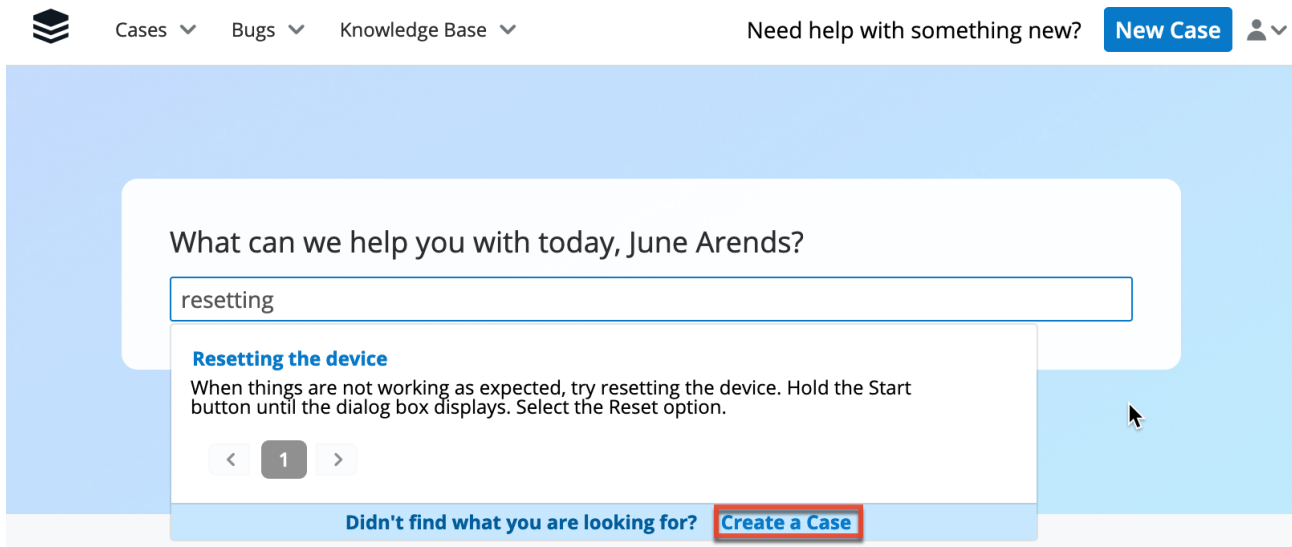 Cases Bugs Knowledge Base Need help with something new? New Case
What can we help you with today, June Arends?
resetting
Resetting the device
When things are not working as expected, try resetting the device. Hold the Start
button until the dialog box displays. Select the Reset option.
1
Didn't find what you are looking for? Create a Case